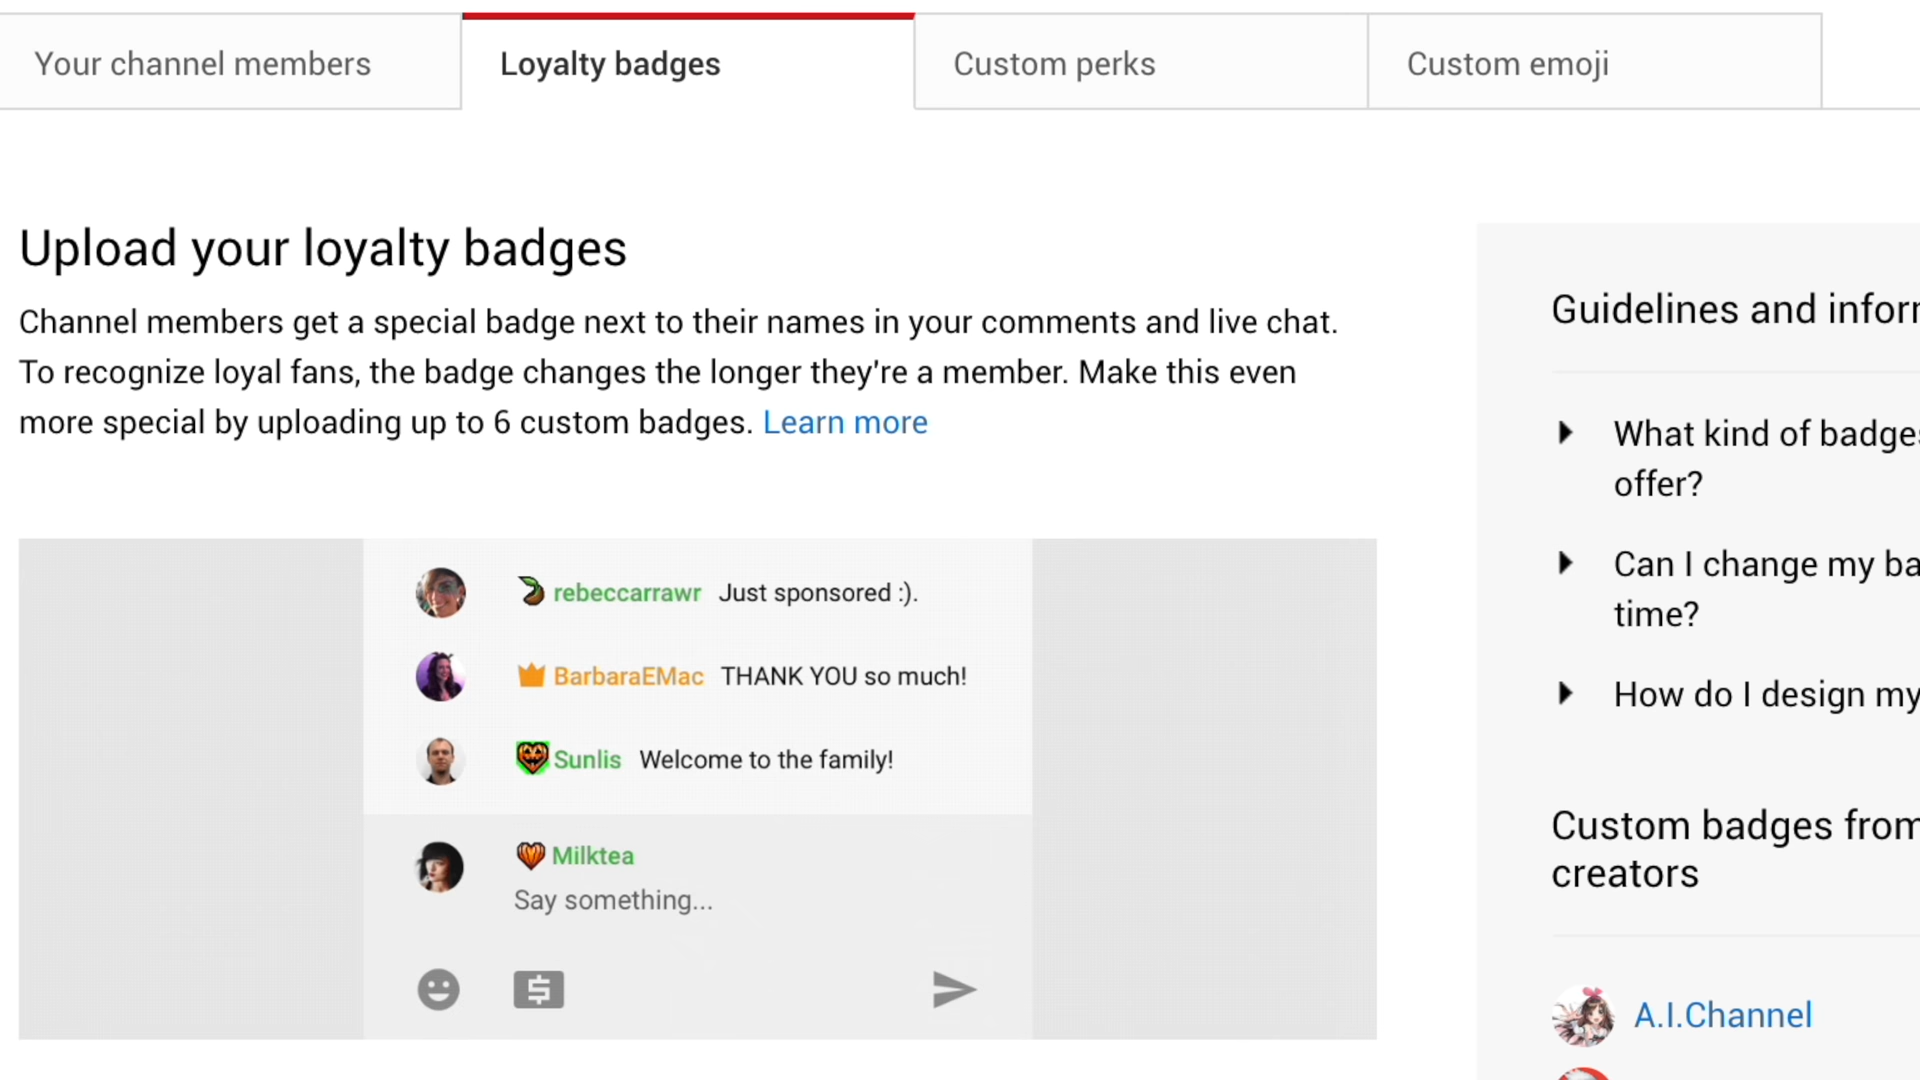 Your channel members
Loyalty badges
Custom perks
Custom emoji
Upload your loyalty badges
Channel members get a special badge next to their names in your comments and live chat.
To recognize loyal fans, the badge changes the longer they're a member. Make this even
more special by uploading up to 6 custom badges. Learn more
rebeccarrawr Just sponsored :).
BarbaraEMac THANK YOU so much!
Sunlis Welcome to the family!
Milktea
Say something...
Guidelines and
What kind of badges
offer?
Can I change my
time?
How do I design my
Custom badges from
creators
A.I.Channel